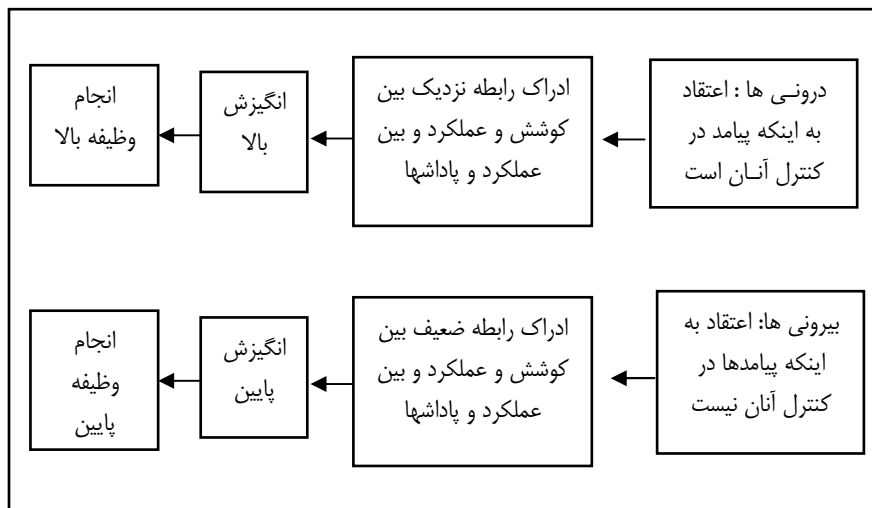 درونـی ها : اعتقاد
به اینکه پیامد در
کنترل آنـان است
ادراک رابطه نزدیک بین
کوشش و عملکرد و بین
عملکرد و پاداشها
انگیزش
بالا
انجام
وظیفه بالا
بیرونی ها: اعتقاد به
اینکه پیامدها در
کنترل آنان نیست
ادراک رابطه ضعیف بین
کوشش و عملکرد و بین
عملکرد و پاداشها
انگیزش
پایین
انجام
وظیفه
پایین